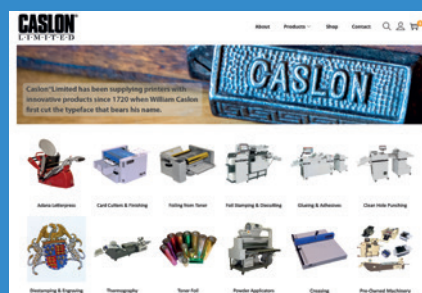 CASLON
LIMITED
About Products Shop Contact
CASLON
Caslon Limited has been supplying printers with
innovative products since 1720 when William Caslon
first cut the typeface that bears his name.
Adana Letterpress
Card Cutters & Finishing
Foiling from Toner
Foil Stamping & Diecutting
Glueing & Adhesives
Clean Hole Punching
Diestamping & Engraving
Thermography
Toner Foil
Powder Applicators
Creasing
Pre-Owned Machinery